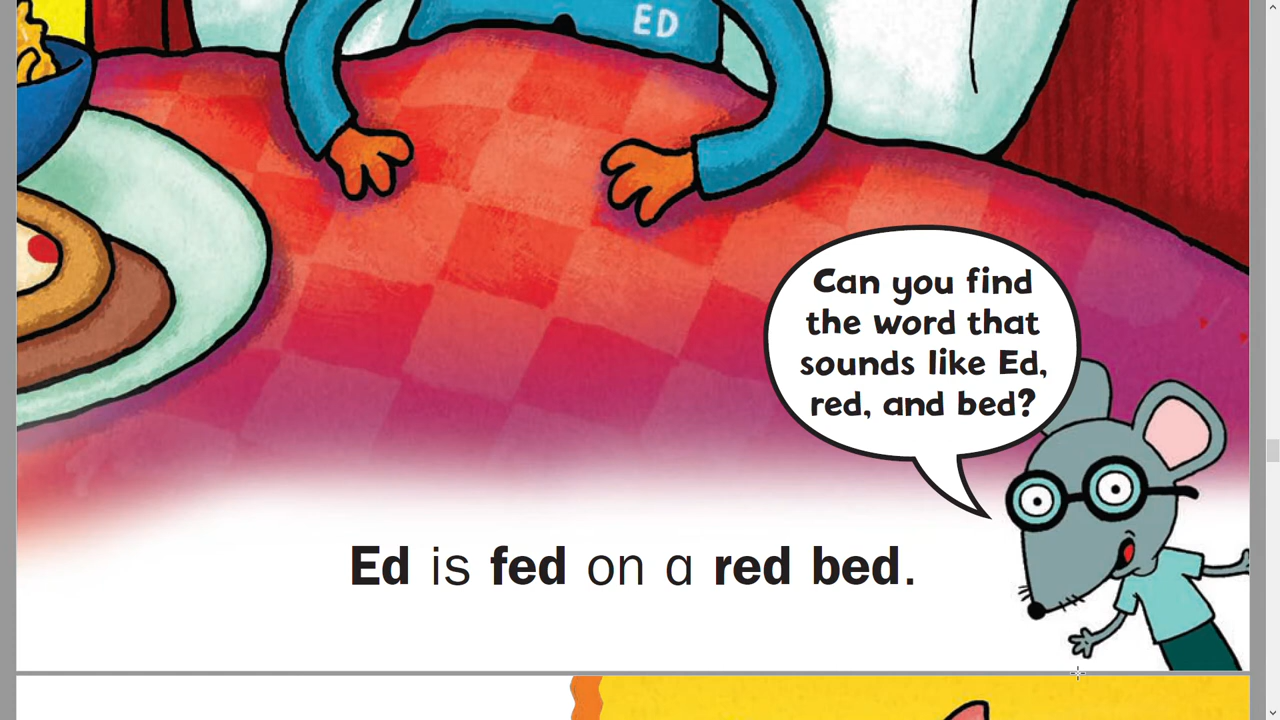 ED
Can you find
the word that
sounds like Ed,
red, and bed?
Ed is fed on a red bed.